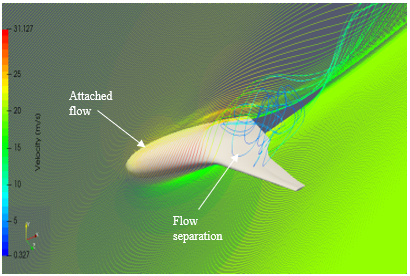 31.127
25
20
15
10
5
0.327
Velocity (m/s)
Attached
flow
Flow
separation